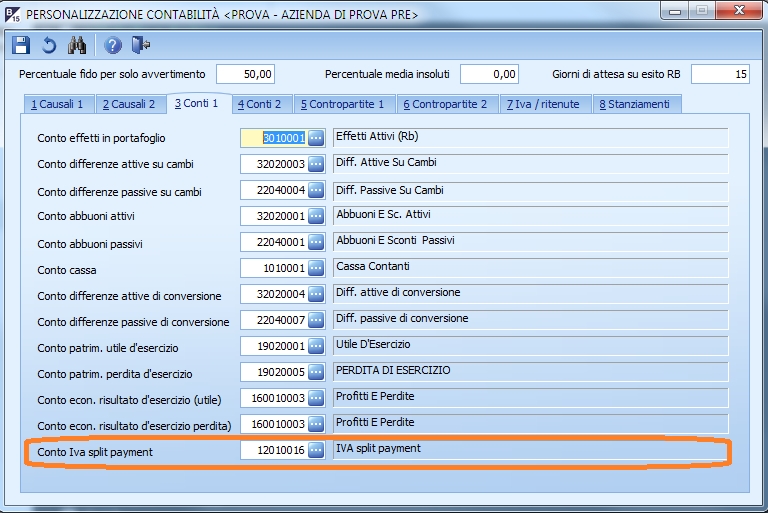 B 15 PERSONALIZZAZIONE CONTABILITÀ <PROVA - AZIENDA DI PROVA PRE>
Percentuale fido per solo avvertimento 50,00 Percentuale media insoluti 0,00 Giorni di attesa su esito RB 15
1 Causali 1 2 Causali 2 3 Conti 1 4 Conti 2 5 Contropartite 1 6 Contropartite 2 7 Iva / ritenute 8 Stanziamenti
Conto effetti in portafoglio 8010001 ... Effetti Attivi (Rb)
Conto differenze attive su cambi 32020003 ... Diff. Attive Su Cambi
Conto differenze passive su cambi 22040004 ... Diff. Passive Su Cambi
Conto abbuoni attivi 32020001 ... Abbuoni E Sc. Attivi
Conto abbuoni passivi 22040001 ... Abbuoni E Sconti Passivi
Conto cassa 1010001 ... Cassa Contanti
Conto differenze attive di conversione 32020004 ... Diff. attive di conversione
Conto differenze passive di conversione 22040007 ... Diff. passive di conversione
Conto patrim. utile d'esercizio 19020001 ... Utile D'Esercizio
Conto patrim. perdita d'esercizio 19020005 ... PERDITA DI ESERCIZIO
Conto econ. risultato d'esercizio (utile) 160010003 ... Profitti E Perdite
Conto econ. risultato d'esercizio perdita) 160010003 ... Profitti E Perdite
Conto Iva split payment 12010016 ... IVA split payment